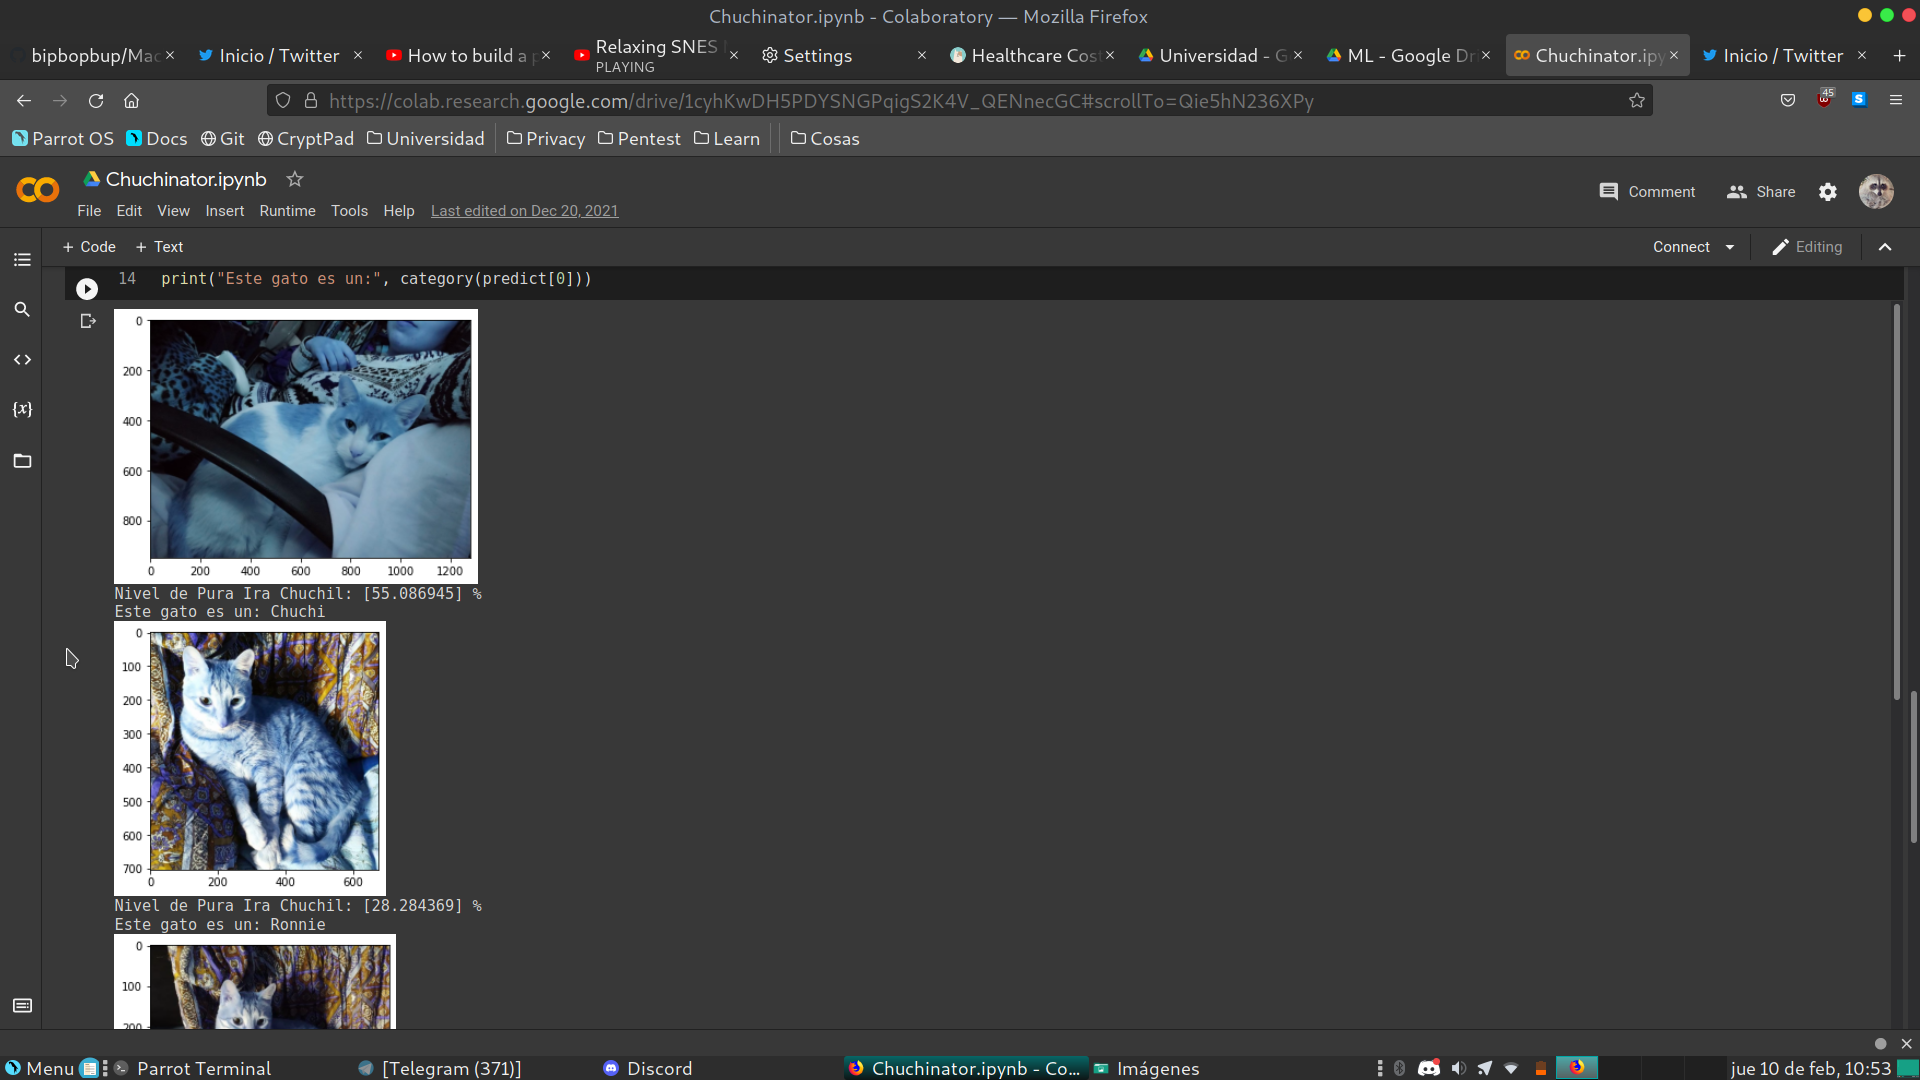 Chuchinator.ipynb - Colaboratory — Mozilla Firefox
bipbopbup/Mac
Inicio / Twitter
How to build a p
Relaxing SNES
PLAYING
Settings
Healthcare Cost
Universidad - G
ML - Google Dri
Chuchinator.ipy
Inicio / Twitter
https://colab.research.google.com/drive/1cyhKwDH5PDYSNGPqigS2K4V_QENnecGC#scrollTo=Qie5hN236XPy
45
S
Parrot OS Docs Git CryptPad Universidad Privacy Pentest Learn Cosas
Chuchinator.ipynb
Comment Share
File Edit View Insert Runtime Tools Help Last edited on Dec 20, 2021
+ Code + Text
Connect Editing
14 print("Este gato es un:", category(predict[0]))
{x}
0
200
400
600
800
0 200 400 600 800 1000 1200
Nivel de Pura Ira Chuchil: [55.086945] %
Este gato es un: Chuchi
0
100
200
300
400
500
600
700
0 200 400 600
Nivel de Pura Ira Chuchil: [28.284369] %
Este gato es un: Ronnie
0
100
200
Menu Parrot Terminal [Telegram (371)] Discord Chuchinator.ipynb - Co... Imágenes jue 10 de feb, 10:53